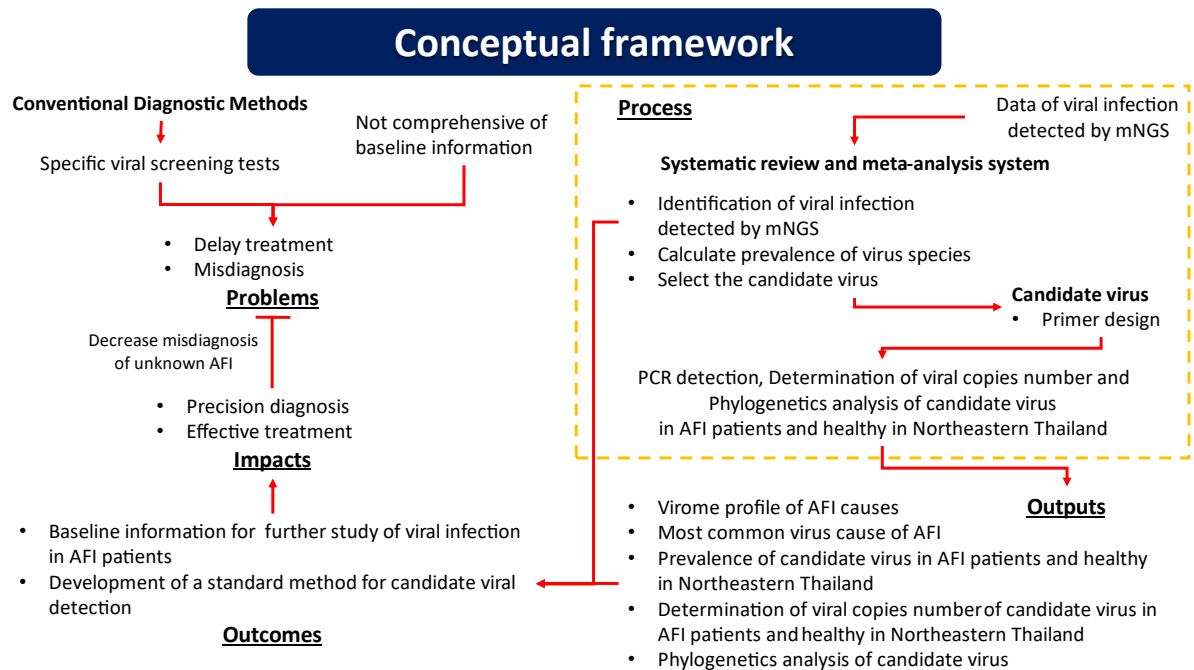 Conceptual framework
Conventional Diagnostic Methods
Specific viral screening tests
Not comprehensive of
baseline information
• Delay treatment
• Misdiagnosis
Problems
Decrease misdiagnosis
of unknown AFI
• Precision diagnosis
• Effective treatment
Impacts
• Baseline information for further study of viral infection
in AFI patients
• Development of a standard method for candidate viral
detection
Outcomes
Process
Data of viral infection
detected by mNGS
Systematic review and meta-analysis system
• Identification of viral infection
detected by mNGS
• Calculate prevalence of virus species
• Select the candidate virus
Candidate virus
• Primer design
PCR detection, Determination of viral copies number and
Phylogenetics analysis of candidate virus
in AFI patients and healthy in Northeastern Thailand
Outputs
• Virome profile of AFI causes
• Most common virus cause of AFI
• Prevalence of candidate virus in AFI patients and healthy
in Northeastern Thailand
• Determination of viral copies number of candidate virus in
AFI patients and healthy in Northeastern Thailand
• Phylogenetics analysis of candidate virus